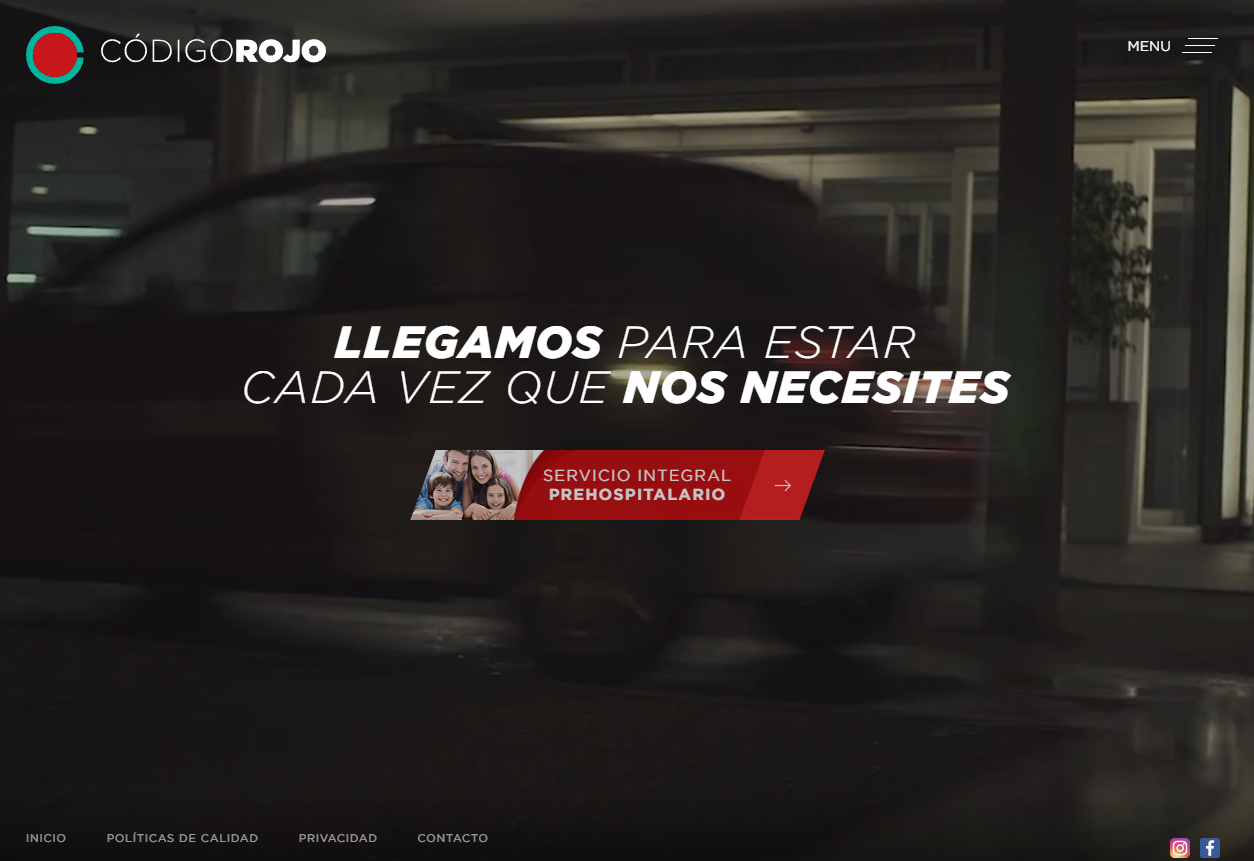 CÓDIGOROJO
MENU
LLEGAMOS PARA ESTAR
CADA VEZ QUE NOS NECESITES
SERVICIO INTEGRAL
PREHOSPITALARIO
INICIO POLÍTICAS DE CALIDAD PRIVACIDAD CONTACTO